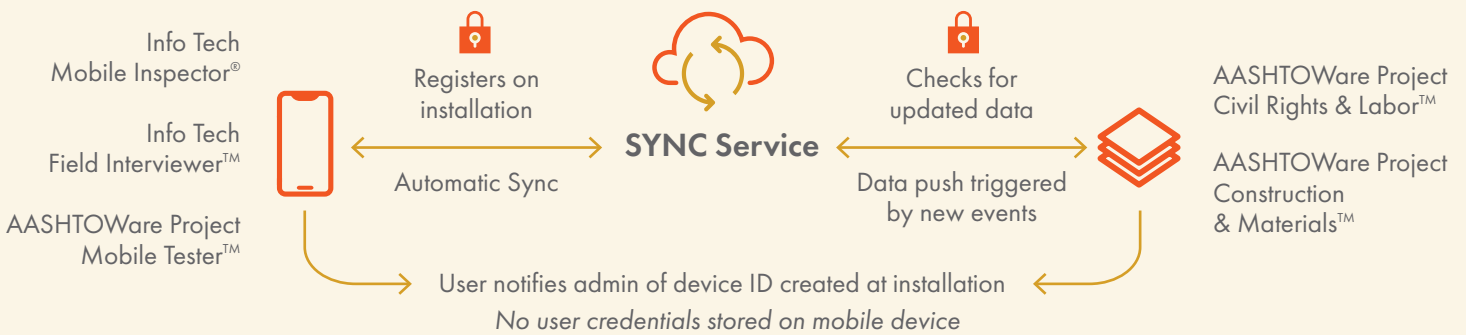 Info Tech
Mobile Inspector®
Info Tech
Field Interviewer™
AASHTOWare Project
Mobile Tester™
Registers on
installation
Automatic Sync
SYNC Service
Checks for
updated data
Data push triggered
by new events
AASHTOWare Project
Civil Rights & Labor™
AASHTOWare Project
Construction
& Materials™
User notifies admin of device ID created at installation
No user credentials stored on mobile device